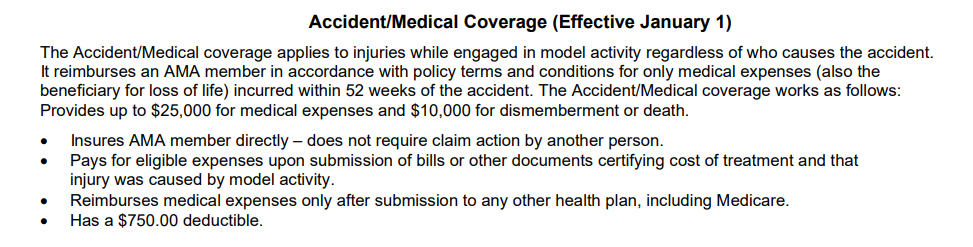 Accident/Medical Coverage (Effective January 1)
The Accident/Medical coverage applies to injuries while engaged in model activity regardless of who causes the accident.
It reimburses an AMA member in accordance with policy terms and conditions for only medical expenses (also the
beneficiary for loss of life) incurred within 52 weeks of the accident. The Accident/Medical coverage works as follows:
Provides up to $25,000 for medical expenses and $10,000 for dismemberment or death.
• Insures AMA member directly – does not require claim action by another person.
• Pays for eligible expenses upon submission of bills or other documents certifying cost of treatment and that
injury was caused by model activity.
• Reimburses medical expenses only after submission to any other health plan, including Medicare.
• Has a $750.00 deductible.